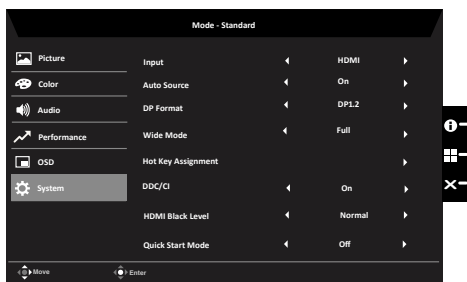 Mode - Standard
Picture
Color
Audio
Performance
OSD
System
Input HDMI
Auto Source On
DP Format DP1.2
Wide Mode Full
Hot Key Assignment
DDC/CI On
HDMI Black Level Normal
Quick Start Mode Off
Move Enter